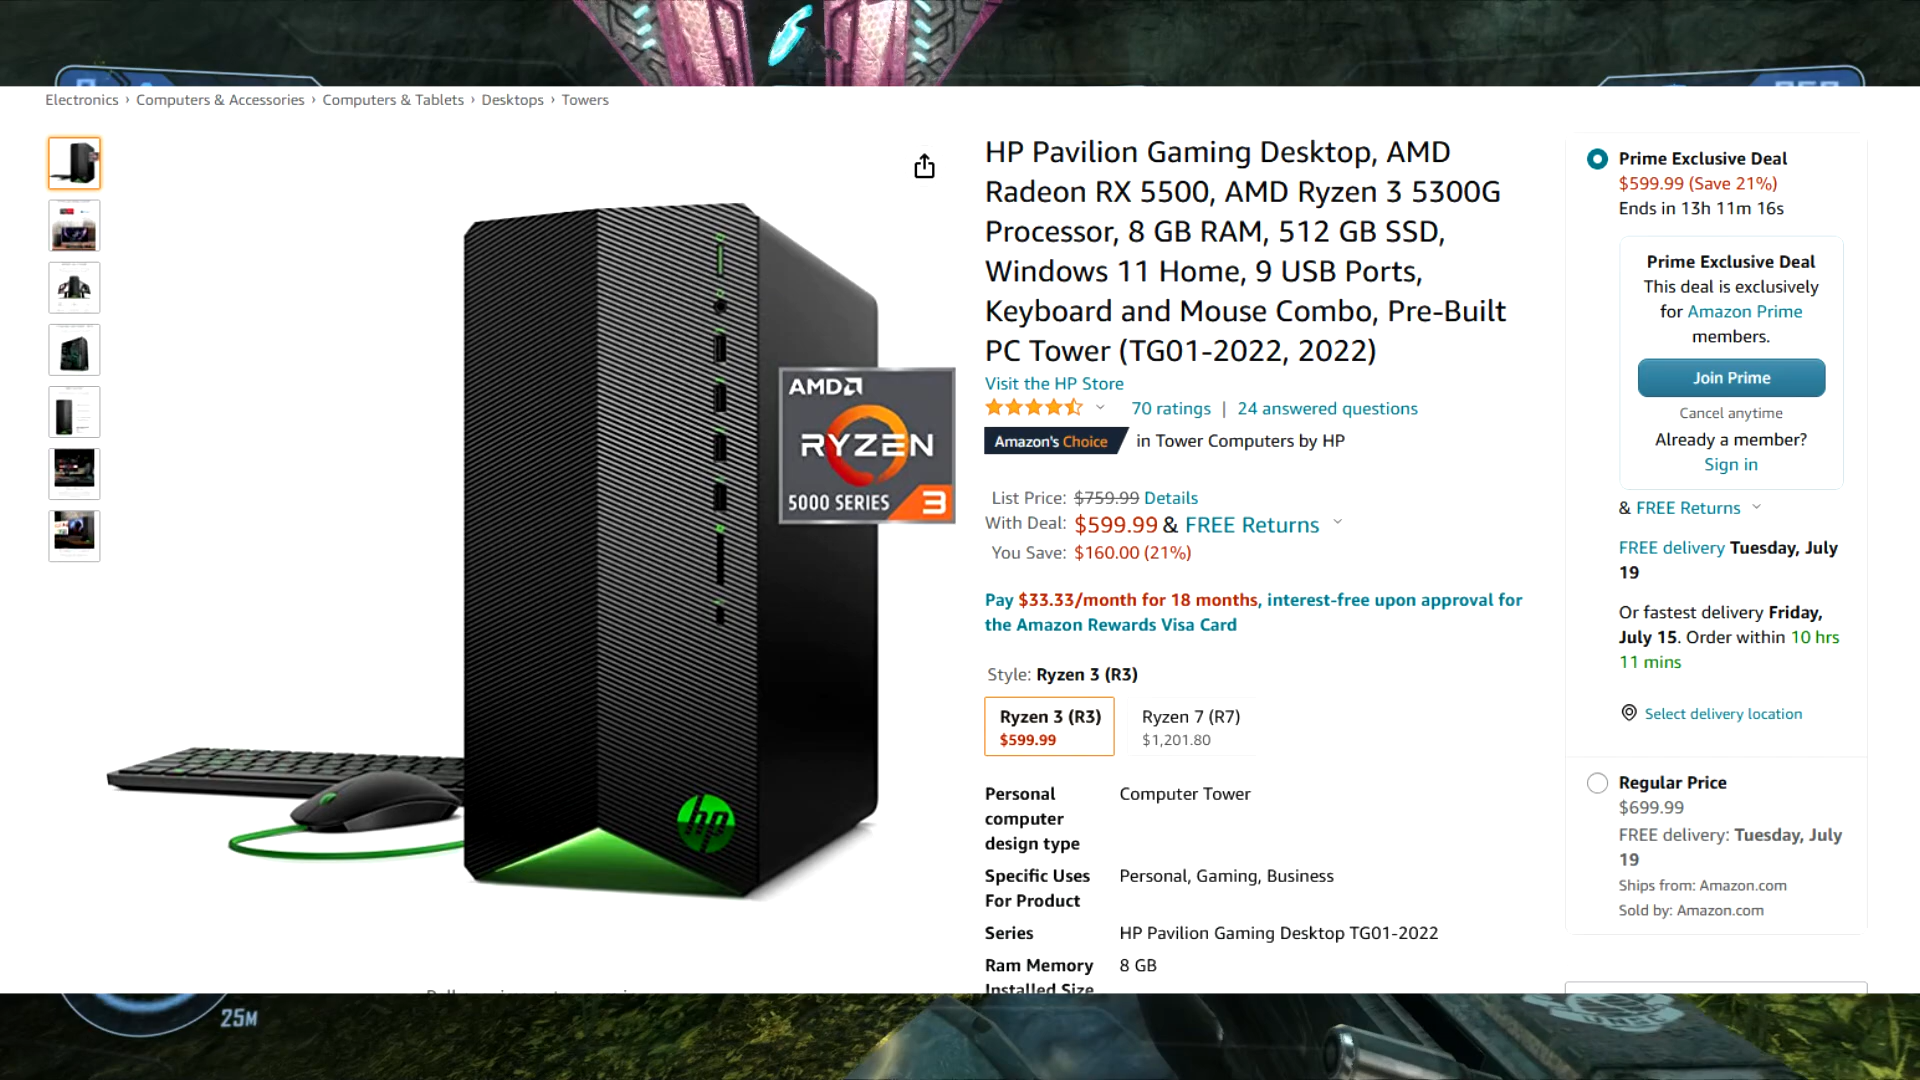 Electronics › Computers & Accessories › Computers & Tablets › Desktops › Towers
AMD
RYZEN
5000 SERIES 3
hp
HP Pavilion Gaming Desktop, AMD
Radeon RX 5500, AMD Ryzen 3 5300G
Processor, 8 GB RAM, 512 GB SSD,
Windows 11 Home, 9 USB Ports,
Keyboard and Mouse Combo, Pre-Built
PC Tower (TG01-2022, 2022)
Visit the HP Store
70 ratings | 24 answered questions
Amazon's Choice in Tower Computers by HP
List Price: $759.99 Details
With Deal: $599.99 & FREE Returns
You Save: $160.00 (21%)
Pay $33.33/month for 18 months, interest-free upon approval for
the Amazon Rewards Visa Card
Style: Ryzen 3 (R3)
Ryzen 3 (R3) Ryzen 7 (R7)
$599.99 $1,201.80
Personal Computer Tower
computer
design type
Specific Uses Personal, Gaming, Business
For Product
Series HP Pavilion Gaming Desktop TG01-2022
Ram Memory 8 GB
Installed Size
Prime Exclusive Deal
$599.99 (Save 21%)
Ends in 13h 11m 16s
Prime Exclusive Deal
This deal is exclusively
for Amazon Prime
members.
Join Prime
Cancel anytime
Already a member?
Sign in
& FREE Returns
FREE delivery Tuesday, July
19
Or fastest delivery Friday,
July 15. Order within 10 hrs
11 mins
Select delivery location
Regular Price
$699.99
FREE delivery: Tuesday, July
19
Ships from: Amazon.com
Sold by: Amazon.com
25M